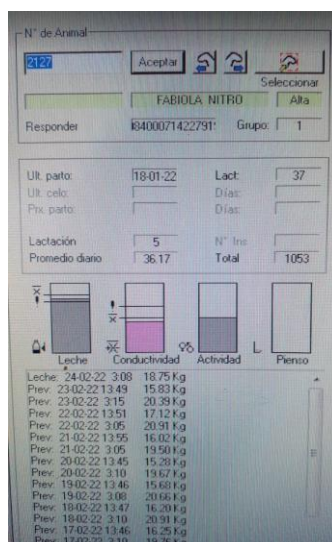 N° de Animal
2127 Aceptar
Seleccionar
FABIOLA NITRO Alta
Responder 8400071422791: Grupo: 1
Ult. parto: 18-01-22 Lact: 37
Ult. celo: Días:
Prx. parto: Días:
Lactación 5 N° Ins
Promedio diario 36.17 Total 1053
Leche Conductividad Actividad L Pienso
Leche: 24-02-22 3:08 18.75 Kg
Prev: 23-02-22 13:49 15.83 Kg
Prev: 23-02-22 3:15 20.39 Kg
Prev: 22-02-22 13:51 17.12 Kg
Prev: 22-02-22 3:05 20.91 Kg
Prev: 21-02-22 13:55 16.02 Kg
Prev: 21-02-22 3:05 19.50 Kg
Prev: 20-02-22 13:45 15.28 Kg
Prev: 20-02-22 3:10 19.67 Kg
Prev: 19-02-22 13:46 15.68 Kg
Prev: 19-02-22 3:08 20.66 Kg
Prev: 18-02-22 13:47 16.20 Kg
Prev: 18-02-22 3:10 20.91 Kg
Prev: 17-02-22 13:46 16.25 Kg
Prev: 17-02-22 3:10